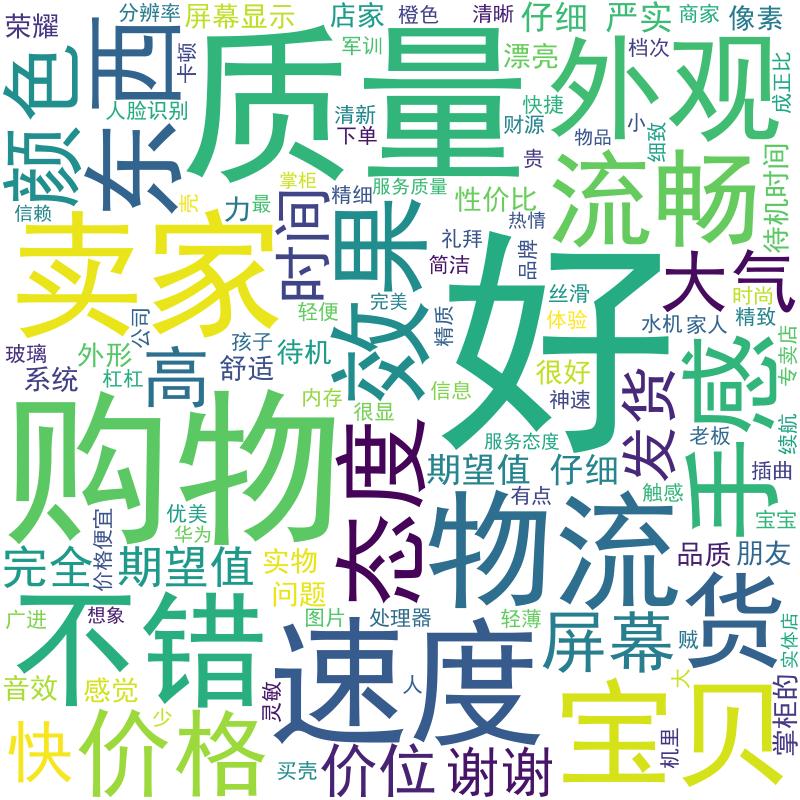 荣耀
分辨率
屏幕显示
店家
橙色
清晰
仔细
严实
商家
像素
颜色
东西
卡顿
质量
军训
漂亮
档次
外观
成正比
人脸识别
清新
下单
快捷
财源
物品
小
细致
信赖
壳
掌柜
力
最
精细
服务质量
贵
性价比
流畅
待机时间
卖家
时间
效果
礼拜
热情
简洁
品牌
好
大气
公司
轻便
完美
精质
丝滑
体验
时尚
水机
家人
精致
玻璃
外形
孩子
系统
杠杠
高
舒适
待机
内存
很显
信息
很好
神速
手感
专卖店
购物
态度
服务态度
发货
老板
续航
期望值
仔细
有点
触感
插曲
宝宝
价格便宜
优美
华为
物流
完全
期望值
实物
问题
品质
朋友
广进
想象
图片
处理器
轻薄
屏幕
贼
货
实体店
不错
速度
音效
感觉
灵敏
人
大
宝贝
掌柜的
快
价格
少
买壳
价位
谢谢
机里